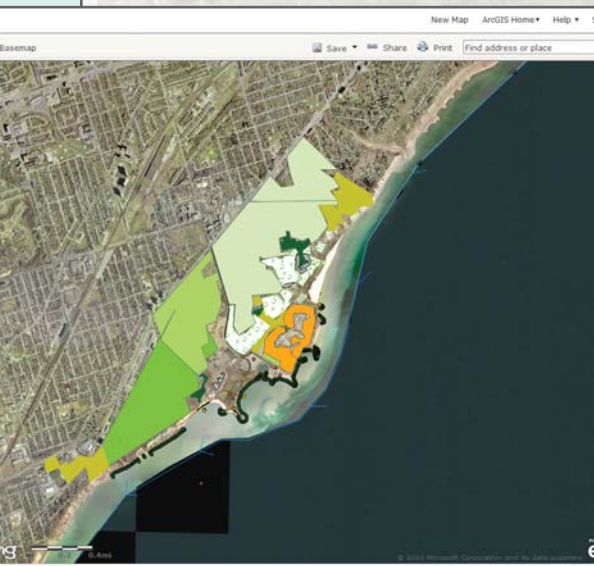 New Map ArcGIS Home Help
Basemap
Save Share Print Find address or place
0.4mi
© 2010 Microsoft Corporation and its data suppliers